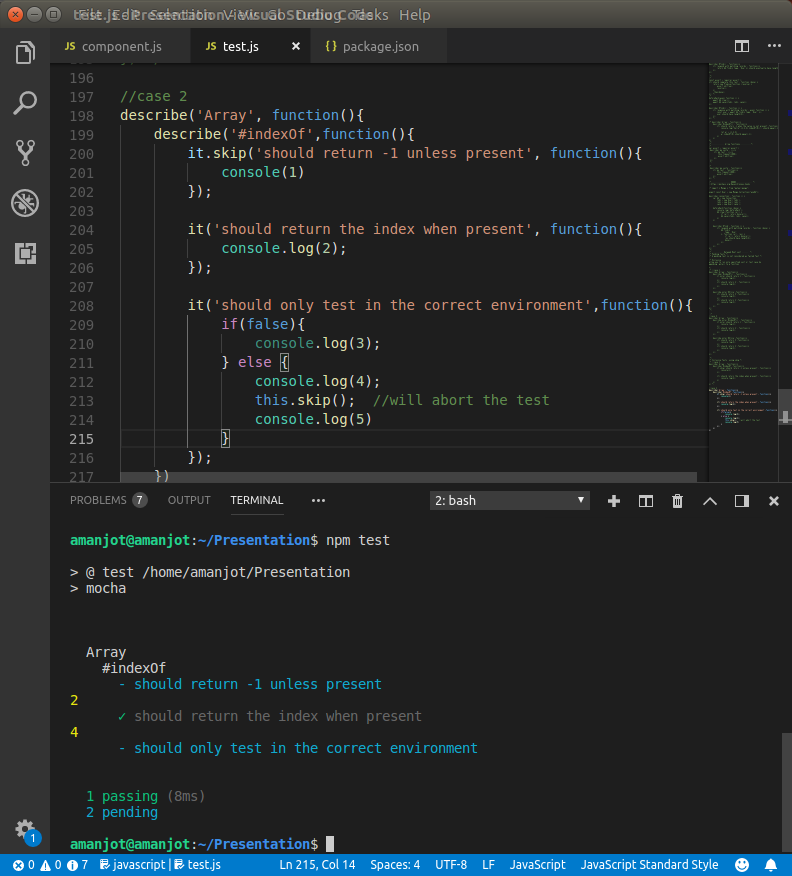 File Edit Selection View Go Debug Tasks Help
test.js - Presentation - Visual Studio Code
JS component.js
JS test.js ×
{} package.json
196
197 //case 2
198 describe('Array', function(){
199 describe('#indexOf',function(){
200 it.skip('should return -1 unless present', function(){
201 console(1)
202 });
203
204 it('should return the index when present', function(){
205 console.log(2);
206 });
207
208 it('should only test in the correct environment',function(){
209 if(false){
210 console.log(3);
211 } else {
212 console.log(4);
213 this.skip(); //will abort the test
214 console.log(5)
215 }
216 });
217 })
PROBLEMS 7 OUTPUT TERMINAL ••• 2: bash
amanjot@amanjot:~/Presentation$ npm test
> @ test /home/amanjot/Presentation
> mocha
Array
#indexOf
- should return -1 unless present
2
✓ should return the index when present
4
- should only test in the correct environment
1 passing (8ms)
2 pending
amanjot@amanjot:~/Presentation$
1
0 0 7 javascript | test.js Ln 215, Col 14 Spaces: 4 UTF-8 LF JavaScript JavaScript Standard Style